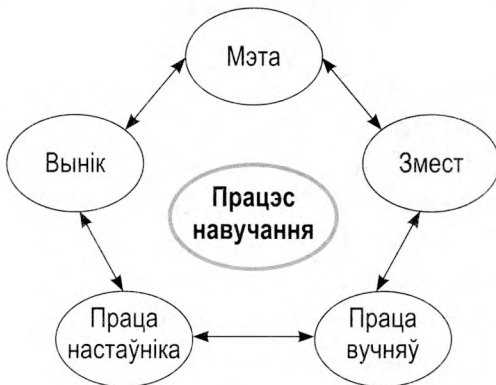 Мэта
Вынік
Змест
Працэс
навучання
Праца
настаўніка
Праца
вучняў